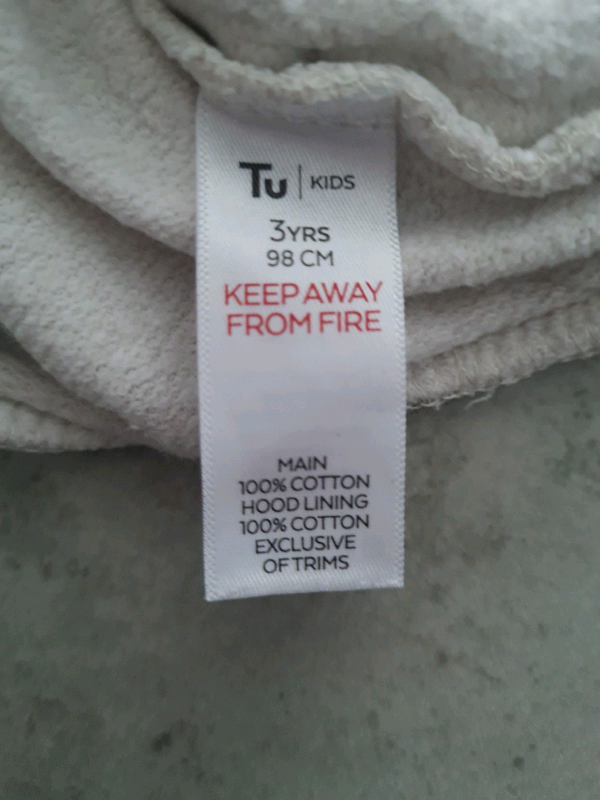 Tu | KIDS
3YRS
98 CM
KEEP AWAY
FROM FIRE
MAIN
100% COTTON
HOOD LINING
100% COTTON
EXCLUSIVE
OF TRIMS